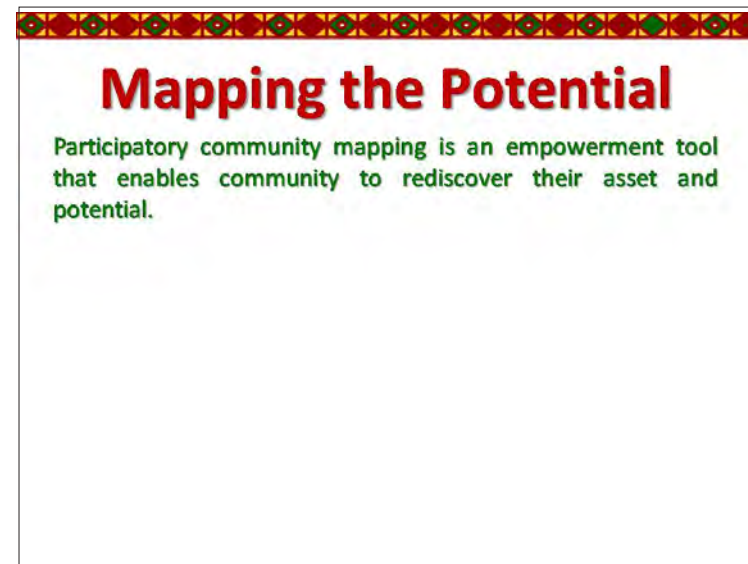 Mapping the Potential
Participatory community mapping is an empowerment tool
that enables community to rediscover their asset and
potential.